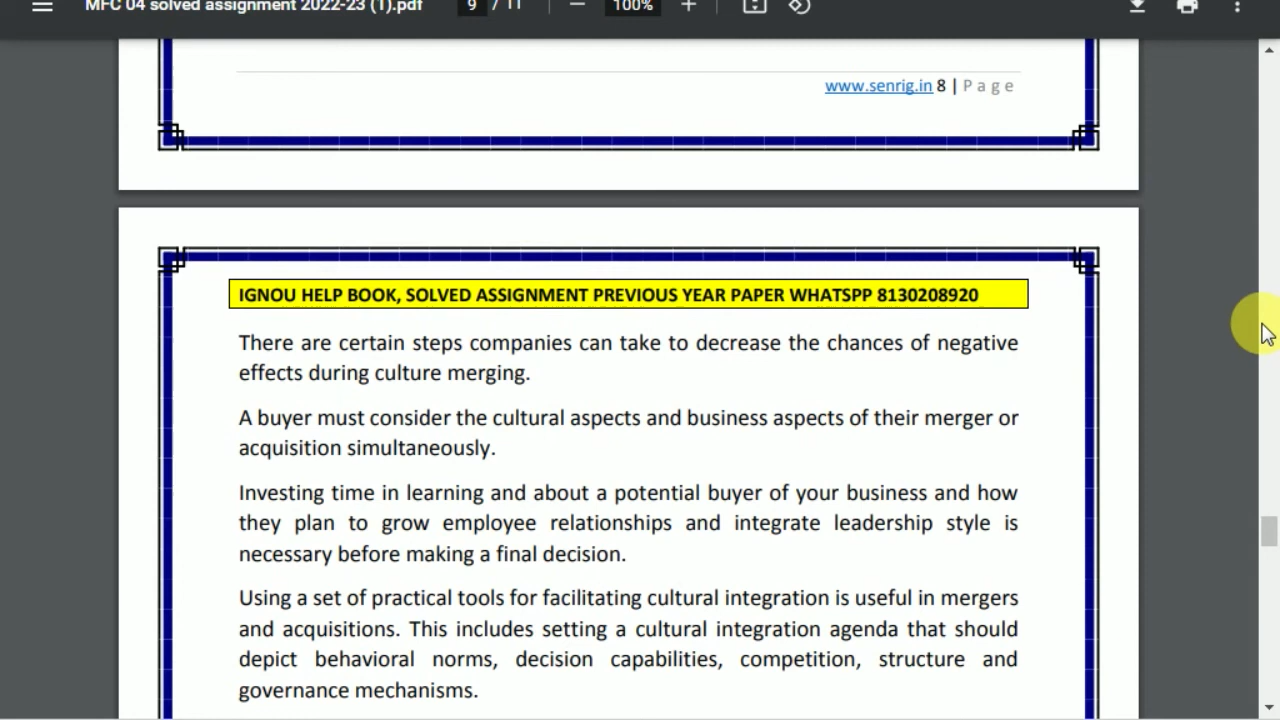 MFC 04 solved assignment 2022-23 (1).pdf
9 / 11
100%
www.senrig.in 8 | Page
IGNOU HELP BOOK, SOLVED ASSIGNMENT PREVIOUS YEAR PAPER WHATSPP 8130208920
There are certain steps companies can take to decrease the chances of negative
effects during culture merging.
A buyer must consider the cultural aspects and business aspects of their merger or
acquisition simultaneously.
Investing time in learning and about a potential buyer of your business and how
they plan to grow employee relationships and integrate leadership style is
necessary before making a final decision.
Using a set of practical tools for facilitating cultural integration is useful in mergers
and acquisitions. This includes setting a cultural integration agenda that should
depict behavioral norms, decision capabilities, competition, structure and
governance mechanisms.